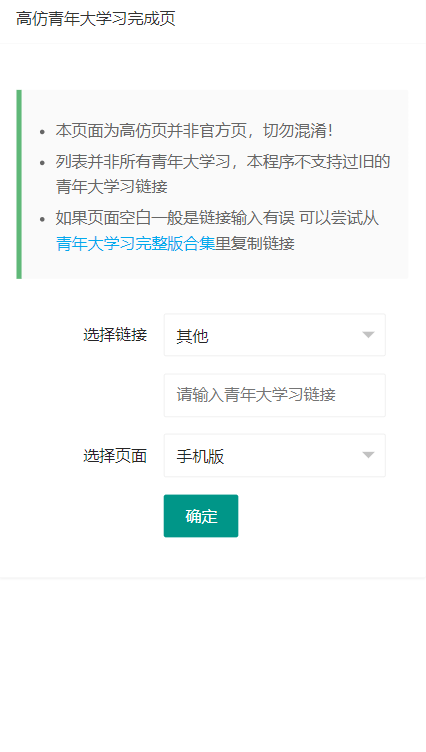 高仿青年大学习完成页
本页面为高仿页并非官方页，切勿混淆！
列表并非所有青年大学习，本程序不支持过旧的
青年大学习链接
如果页面空白一般是链接输入有误 可以尝试从
青年大学习完整版合集里复制链接
选择链接
其他
请输入青年大学习链接
选择页面
手机版
确定